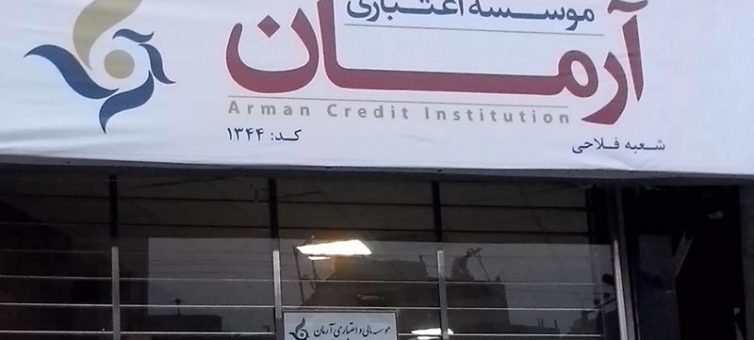 موسسه اعتباری
آرمان
Arman Credit Institution
کد: ۱۳۴۴
شعبه فلاحی
موسسه مالی و اعتباری آرمان